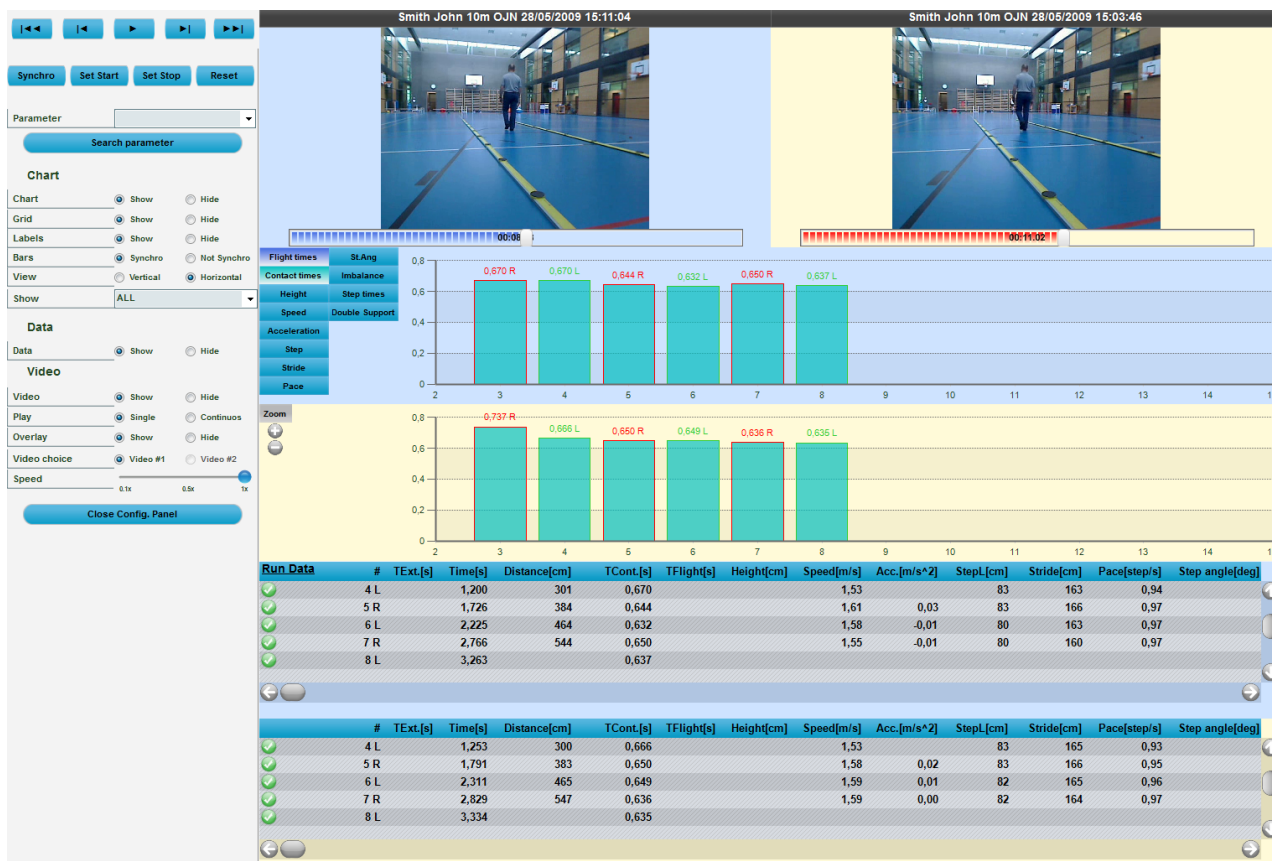 Smith John 10m OJN 28/05/2009 15:11:04
Smith John 10m OJN 28/05/2009 15:03:46
Synchro Set Start Set Stop Reset
Parameter
Search parameter
Chart
Chart Show Hide
Grid Show Hide
Labels Show Hide
Bars Synchro Not Synchro
View Vertical Horizontal
Show ALL
Data
Data Show Hide
Video
Video Show Hide
Play Single Continuos
Overlay Show Hide
Video choice Video #1 Video #2
Speed
0.1x 0.5x 1x
Close Config. Panel
00:11.02
Flight times St.Ang
Contact times Imbalance
Height Step times
Speed Double Support
Acceleration
Step
Stride
Pace
0,8
0,6
0,4
0,2
0
0,670 R 0,670 L 0,644 R 0,632 L 0,650 R 0,637 L
2 3 4 5 6 7 8 9 10 11 12 13 14
Zoom
0,8
0,6
0,4
0,2
0
0,737 R 0,666 L 0,650 R 0,649 L 0,636 R 0,635 L
2 3 4 5 6 7 8 9 10 11 12 13 14
Run Data # TExt.[s] Time[s] Distance[cm] TCont.[s] TFlight[s] Height[cm] Speed[m/s] Acc.[m/s^2] StepL[cm] Stride[cm] Pace[step/s] Step angle[deg]
4 L 1,200 301 0,670 1,53 83 163 0,94
5 R 1,726 384 0,644 1,61 0,03 83 166 0,97
6 L 2,225 464 0,632 1,58 -0,01 80 163 0,97
7 R 2,766 544 0,650 1,55 -0,01 80 160 0,97
8 L 3,263 0,637
# TExt.[s] Time[s] Distance[cm] TCont.[s] TFlight[s] Height[cm] Speed[m/s] Acc.[m/s^2] StepL[cm] Stride[cm] Pace[step/s] Step angle[deg]
4 L 1,253 300 0,666 1,53 83 165 0,93
5 R 1,791 383 0,650 1,58 0,02 83 166 0,95
6 L 2,311 465 0,649 1,59 0,01 82 165 0,96
7 R 2,829 547 0,636 1,59 0,00 82 164 0,97
8 L 3,334 0,635